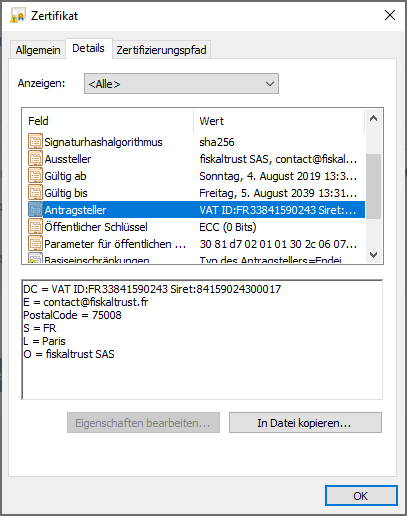 Zertifikat
Allgemein Details Zertifizierungspfad
Anzeigen: <Alle>
Feld Wert
Signaturhashalgorithmus sha256
Aussteller fiskaltrust SAS, contact@fiskal...
Gültig ab Sonntag, 4. August 2019 13:3...
Gültig bis Freitag, 5. August 2039 13:31...
Antragsteller VAT ID:FR33841590243 Siret:...
Öffentlicher Schlüssel ECC (0 Bits)
Parameter für öffentlichen ... 30 81 d7 02 01 01 30 2c 06 07...
Basiseinschränkungen Typ des Antragstellers=Endei
DC = VAT ID:FR33841590243 Siret:84159024300017
E = contact@fiskaltrust.fr
PostalCode = 75008
S = FR
L = Paris
O = fiskaltrust SAS
Eigenschaften bearbeiten... In Datei kopieren...
OK